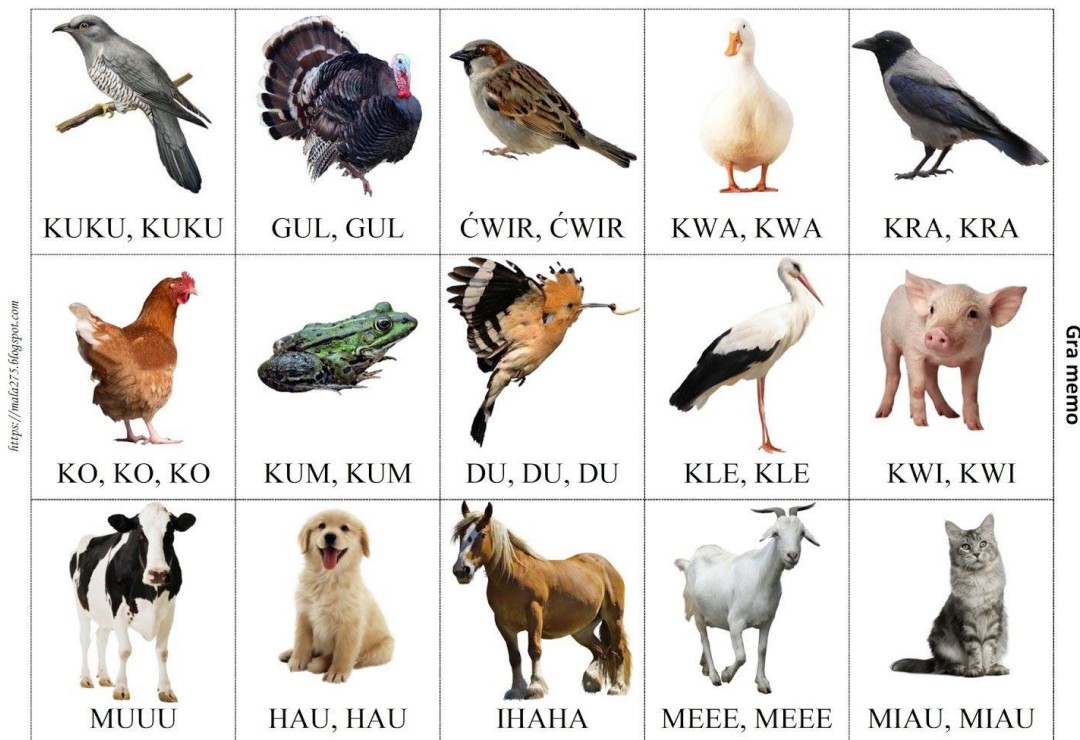 KUKU, KUKU
GUL, GUL
ĆWIR, ĆWIR
KWA, KWA
KRA, KRA
KO, KO, KO
KUM, KUM
DU, DU, DU
KLE, KLE
KWI, KWI
MUUU
HAU, HAU
IHAHA
MEEE, MEEE
MIAU, MIAU
https://mala275.blogspot.com
Gra memo